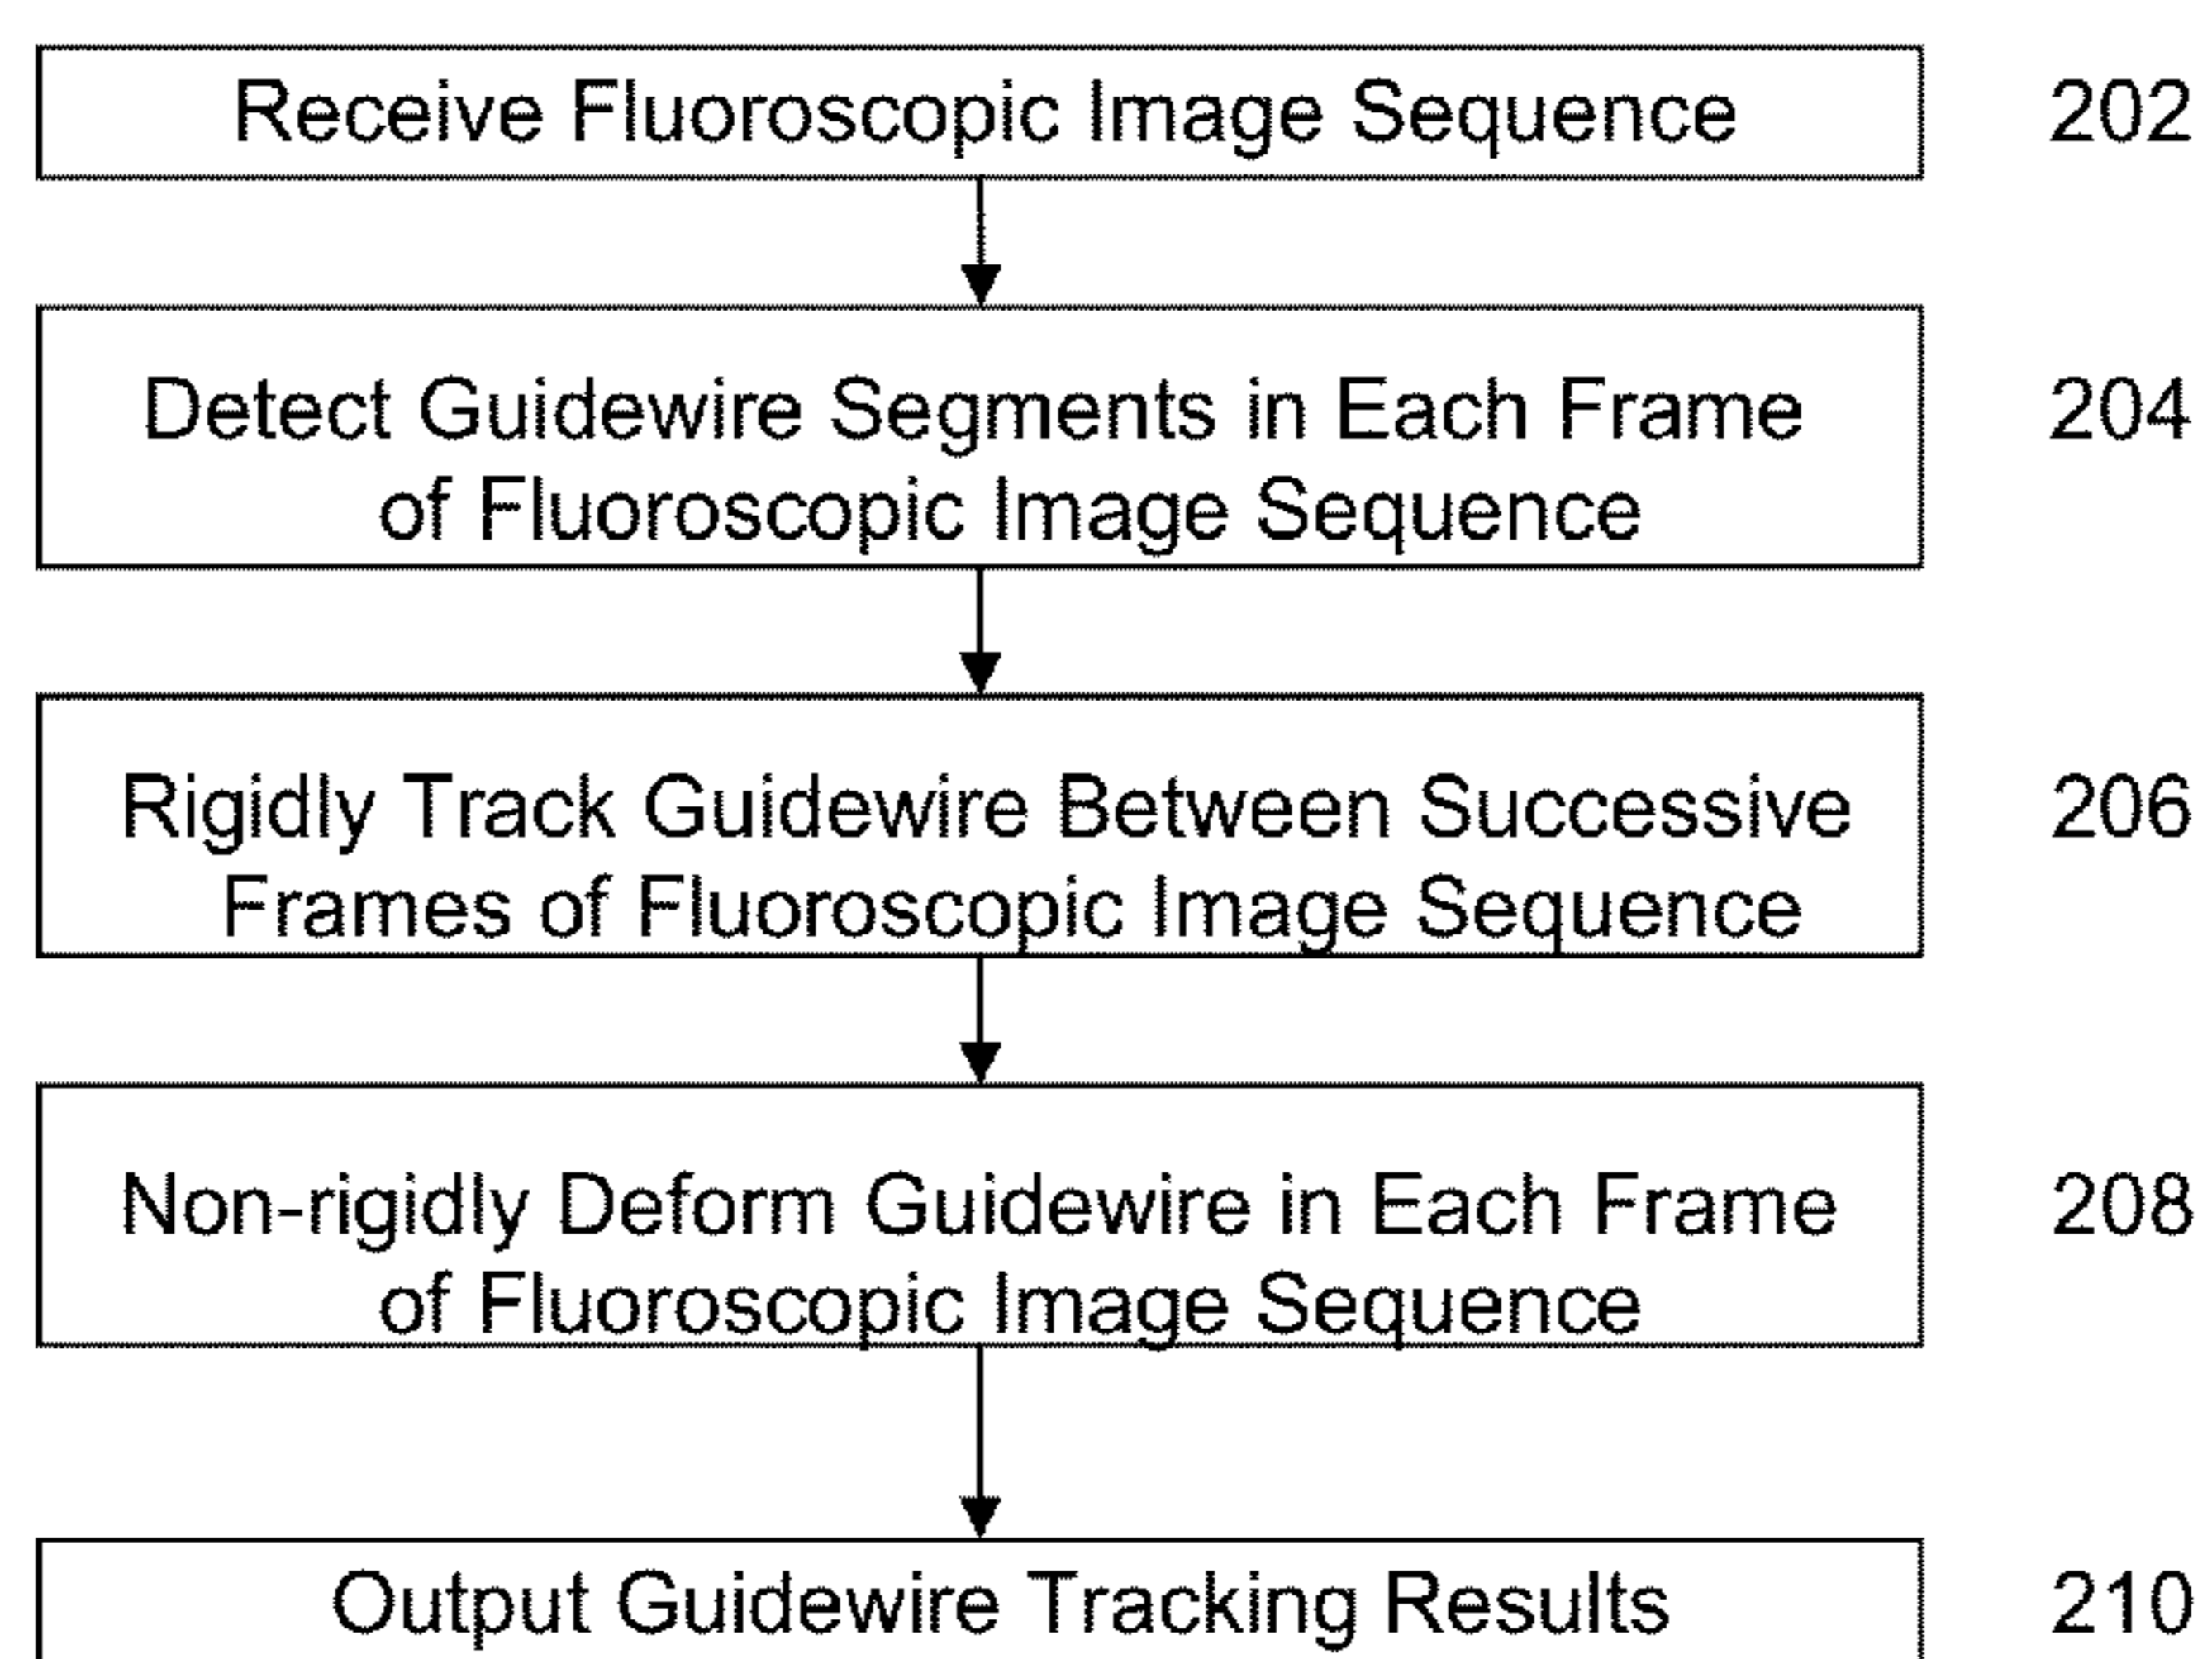 Receive Fluoroscopic Image Sequence 202
Detect Guidewire Segments in Each Frame 204
of Fluoroscopic Image Sequence
Rigidly Track Guidewire Between Successive 206
Frames of Fluoroscopic Image Sequence
Non-rigidly Deform Guidewire in Each Frame 208
of Fluoroscopic Image Sequence
Output Guidewire Tracking Results 210